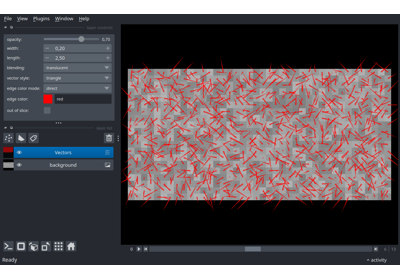 File View Plugins Window Help
opacity: 0,70
width: 0,20
length: 2,50
blending: translucent
vector style: triangle
edge color mode: direct
edge color: red
out of slice:
Vectors
background
Ready
activity